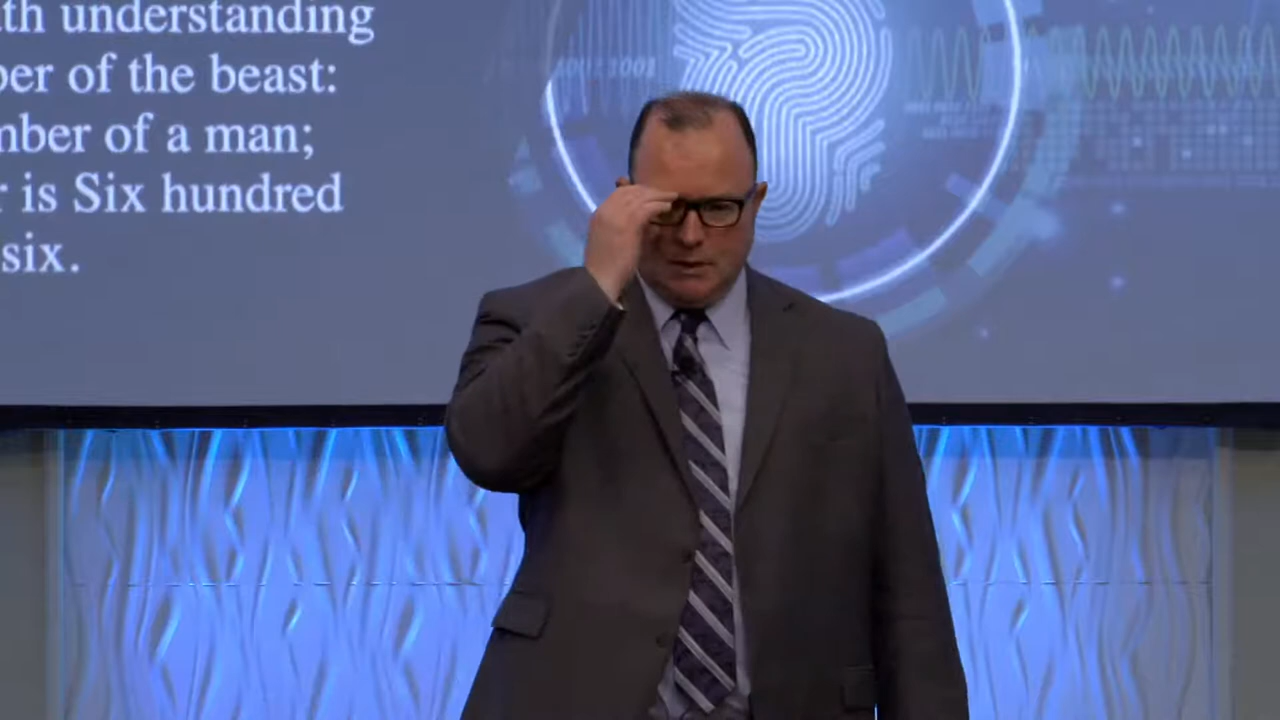 th understanding
ber of the beast:
mber of a man;
r is Six hundred
six.